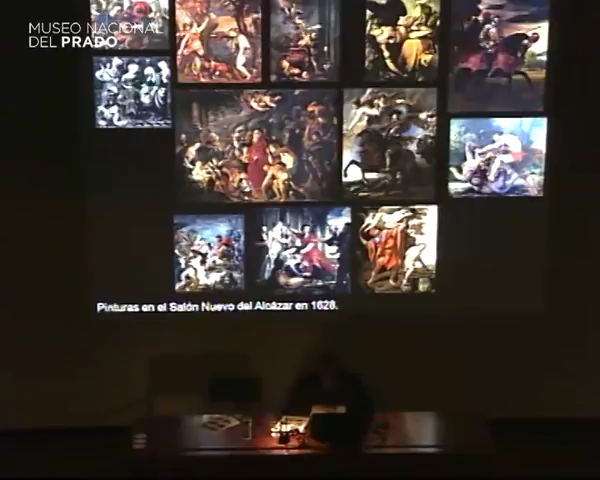 MUSEO NACIONAL
DEL PRADO
Pinturas en el Salón Nuevo del Alcázar en 1628.